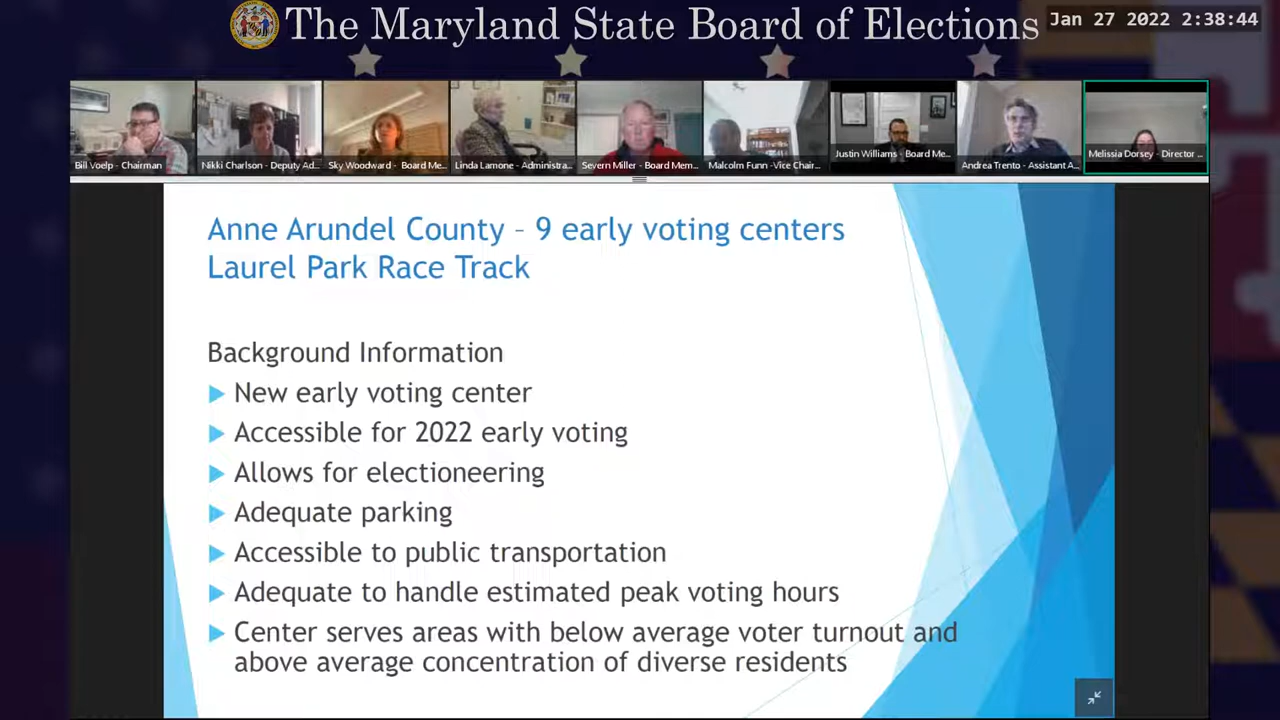 The Maryland State Board of Elections
Jan 27 2022 2:38:44
Bill Voelp - Chairman
Nikki Charlson - Deputy Ad...
Sky Woodward - Board Me...
Linda Lamone - Administra...
Severn Miller - Board Mem...
Malcolm Funn -Vice Chair...
Justin Williams - Board Me...
Andrea Trento - Assistant A...
Melissia Dorsey - Director ...
Anne Arundel County – 9 early voting centers
Laurel Park Race Track
Background Information
New early voting center
Accessible for 2022 early voting
Allows for electioneering
Adequate parking
Accessible to public transportation
Adequate to handle estimated peak voting hours
Center serves areas with below average voter turnout and
above average concentration of diverse residents